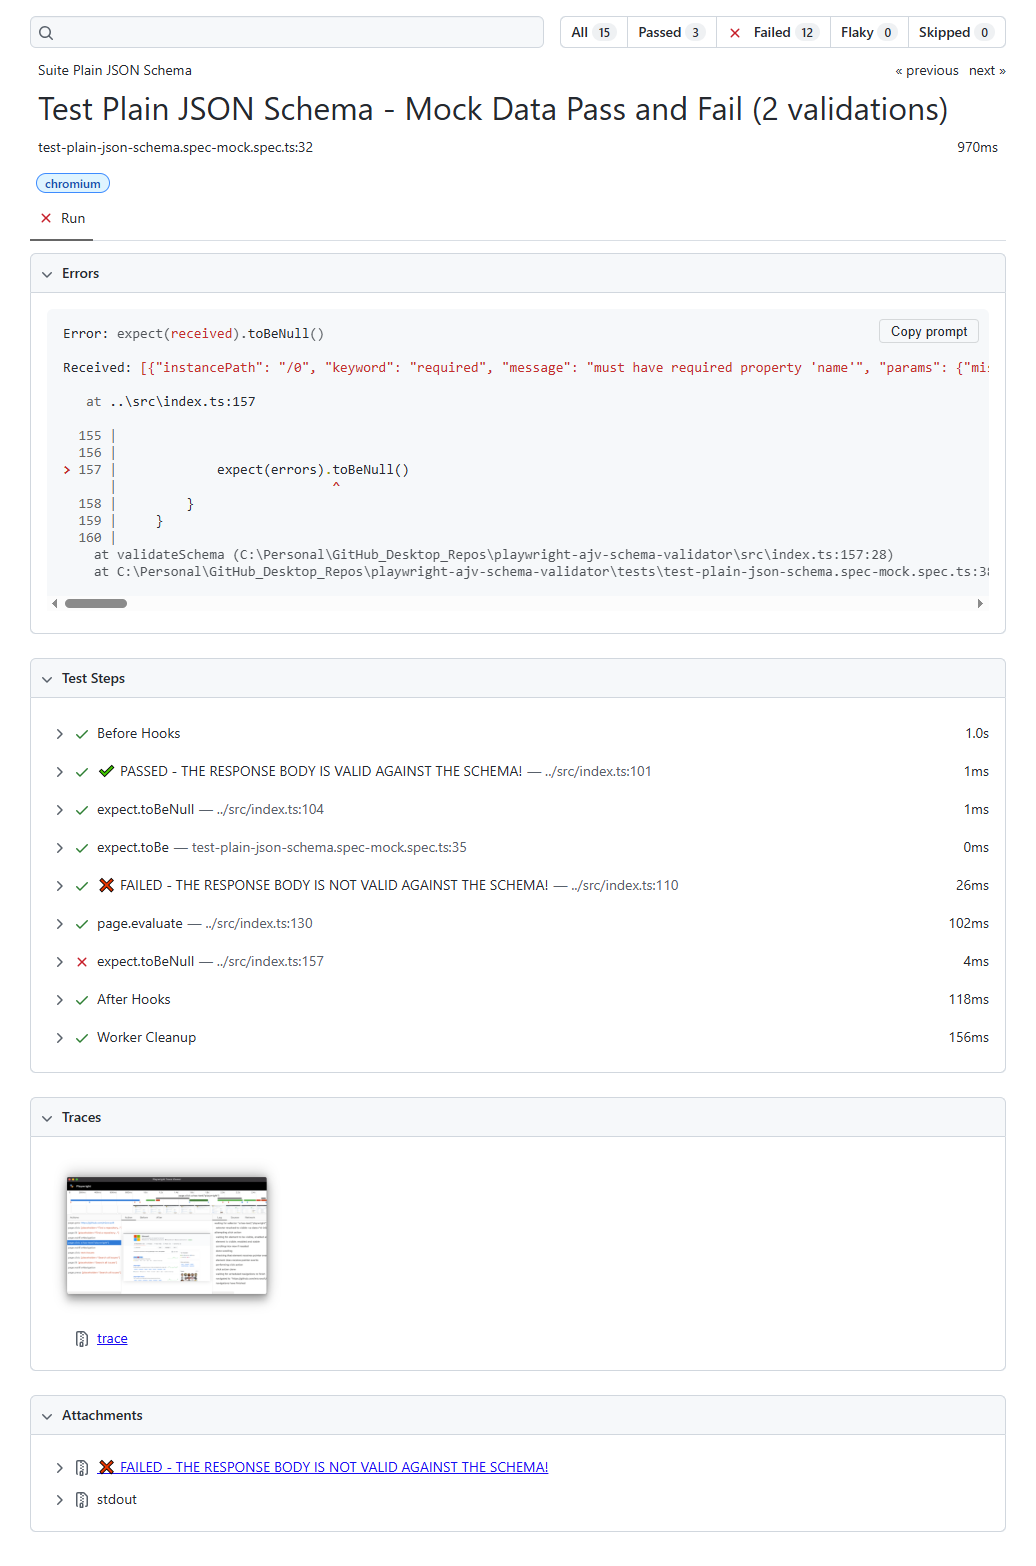 All 15 Passed 3 Failed 12 Flaky 0 Skipped 0
Suite Plain JSON Schema « previous next »
Test Plain JSON Schema - Mock Data Pass and Fail (2 validations)
test-plain-json-schema.spec-mock.spec.ts:32 970ms
chromium
Run
Errors
Copy prompt
Error: expect(received).toBeNull()
Received: [{"instancePath": "/0", "keyword": "required", "message": "must have required property 'name'", "params": {"mis
at ..\src\index.ts:157
155 |
156 |
> 157 | expect(errors).toBeNull()
| ^
158 | }
159 | }
160 |
at validateSchema (C:\Personal\GitHub_Desktop_Repos\playwright-ajv-schema-validator\src\index.ts:157:28)
at C:\Personal\GitHub_Desktop_Repos\playwright-ajv-schema-validator\tests\test-plain-json-schema.spec-mock.spec.ts:38
Test Steps
Before Hooks 1.0s
✔ PASSED - THE RESPONSE BODY IS VALID AGAINST THE SCHEMA! — ../src/index.ts:101 1ms
expect.toBeNull — ../src/index.ts:104 1ms
expect.toBe — test-plain-json-schema.spec-mock.spec.ts:35 0ms
❌ FAILED - THE RESPONSE BODY IS NOT VALID AGAINST THE SCHEMA! — ../src/index.ts:110 26ms
page.evaluate — ../src/index.ts:130 102ms
expect.toBeNull — ../src/index.ts:157 4ms
After Hooks 118ms
Worker Cleanup 156ms
Traces
trace
Attachments
❌ FAILED - THE RESPONSE BODY IS NOT VALID AGAINST THE SCHEMA!
stdout